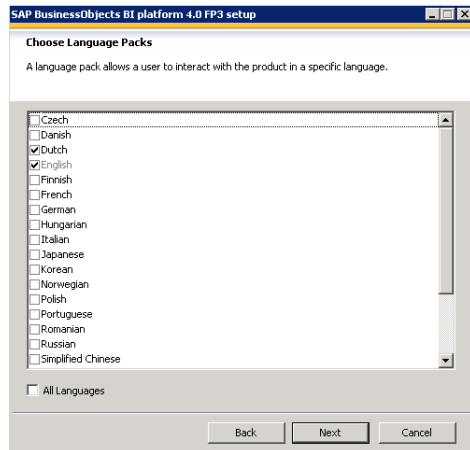 SAP BusinessObjects BI platform 4.0 FP3 setup
Choose Language Packs
A language pack allows a user to interact with the product in a specific language.
Czech
Danish
Dutch
English
Finnish
French
German
Hungarian
Italian
Japanese
Korean
Norwegian
Polish
Portuguese
Romanian
Russian
Simplified Chinese
All Languages
Back Next Cancel